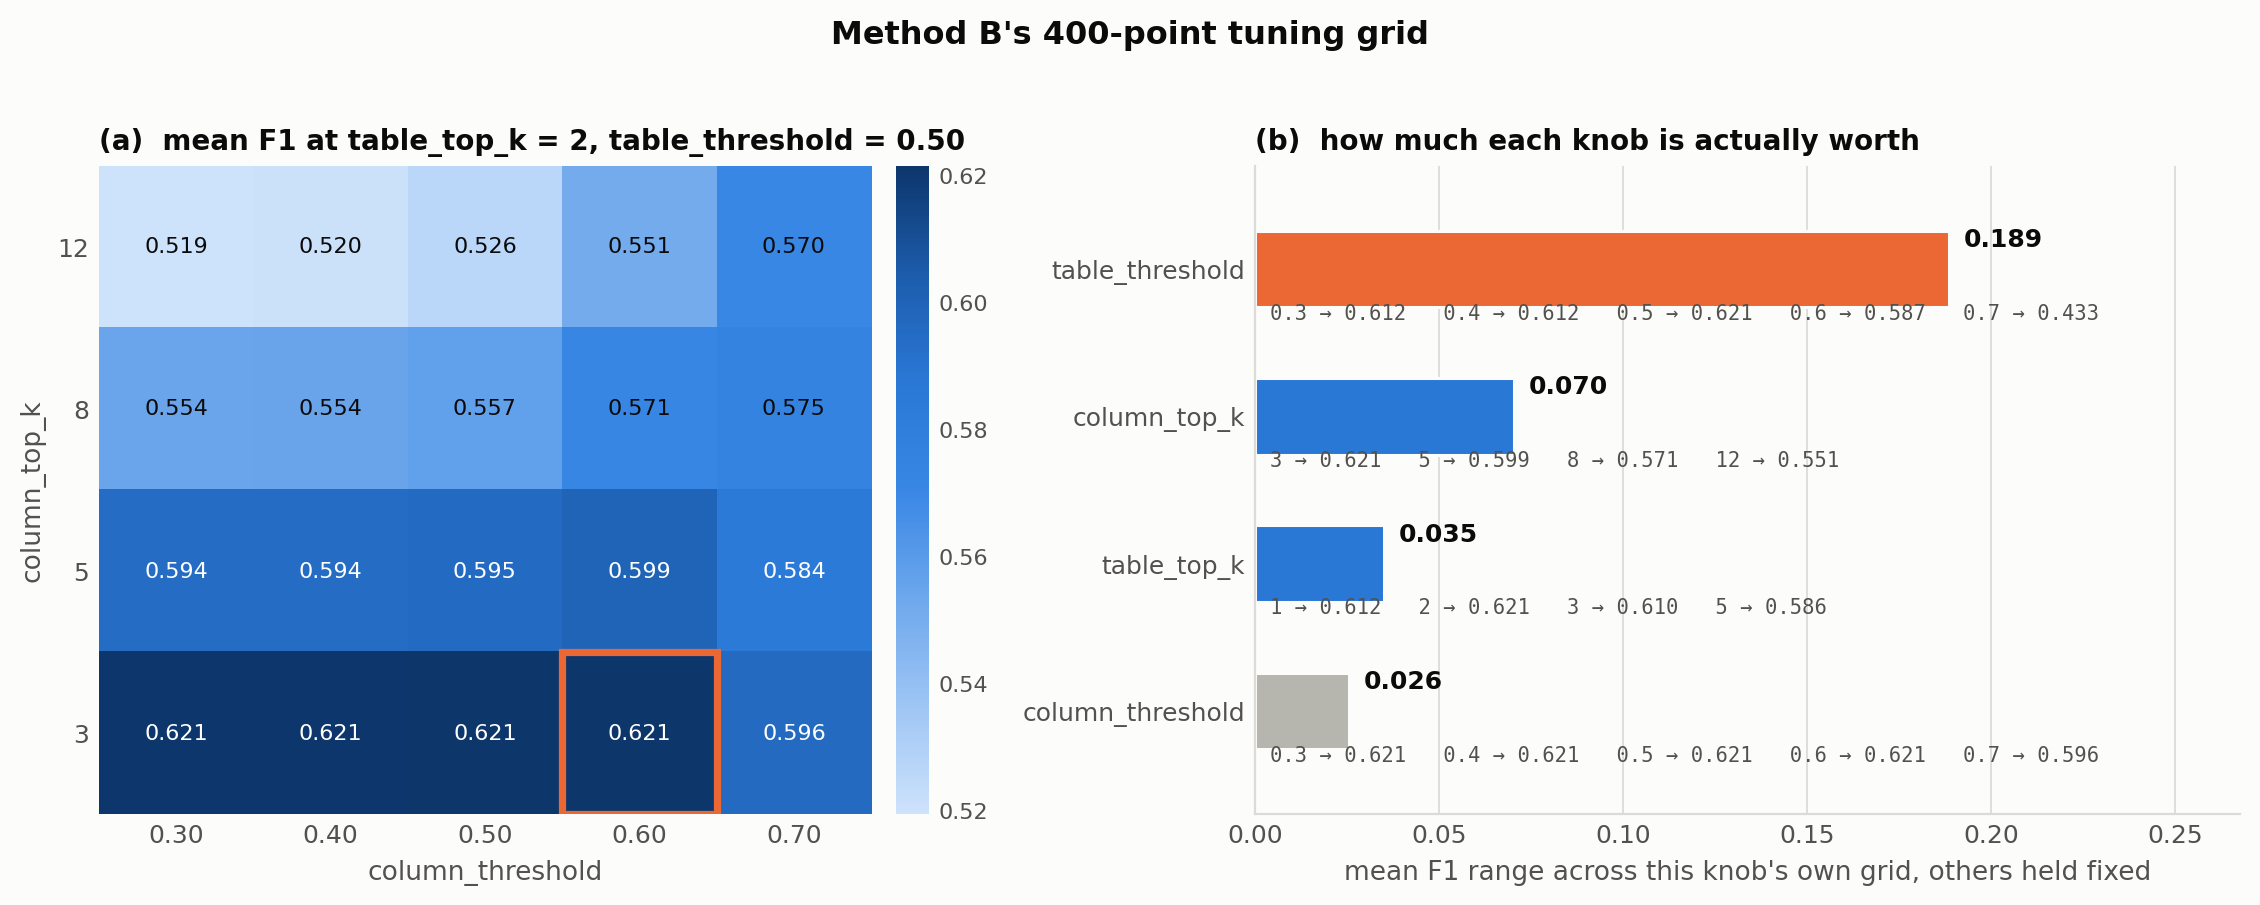 Method B's 400-point tuning grid
(a)  mean F1 at table_top_k = 2, table_threshold = 0.50
column_top_k
12
0.519 0.520 0.526 0.551 0.570
8
0.554 0.554 0.557 0.571 0.575
5
0.594 0.594 0.595 0.599 0.584
3
0.621 0.621 0.621 0.621 0.596
0.30 0.40 0.50 0.60 0.70
column_threshold
0.62
0.60
0.58
0.56
0.54
0.52
(b)  how much each knob is actually worth
table_threshold
0.189
0.3 → 0.612   0.4 → 0.612   0.5 → 0.621   0.6 → 0.587   0.7 → 0.433
column_top_k
0.070
3 → 0.621   5 → 0.599   8 → 0.571   12 → 0.551
table_top_k
0.035
1 → 0.612   2 → 0.621   3 → 0.610   5 → 0.586
column_threshold
0.026
0.3 → 0.621   0.4 → 0.621   0.5 → 0.621   0.6 → 0.621   0.7 → 0.596
0.00 0.05 0.10 0.15 0.20 0.25
mean F1 range across this knob's own grid, others held fixed